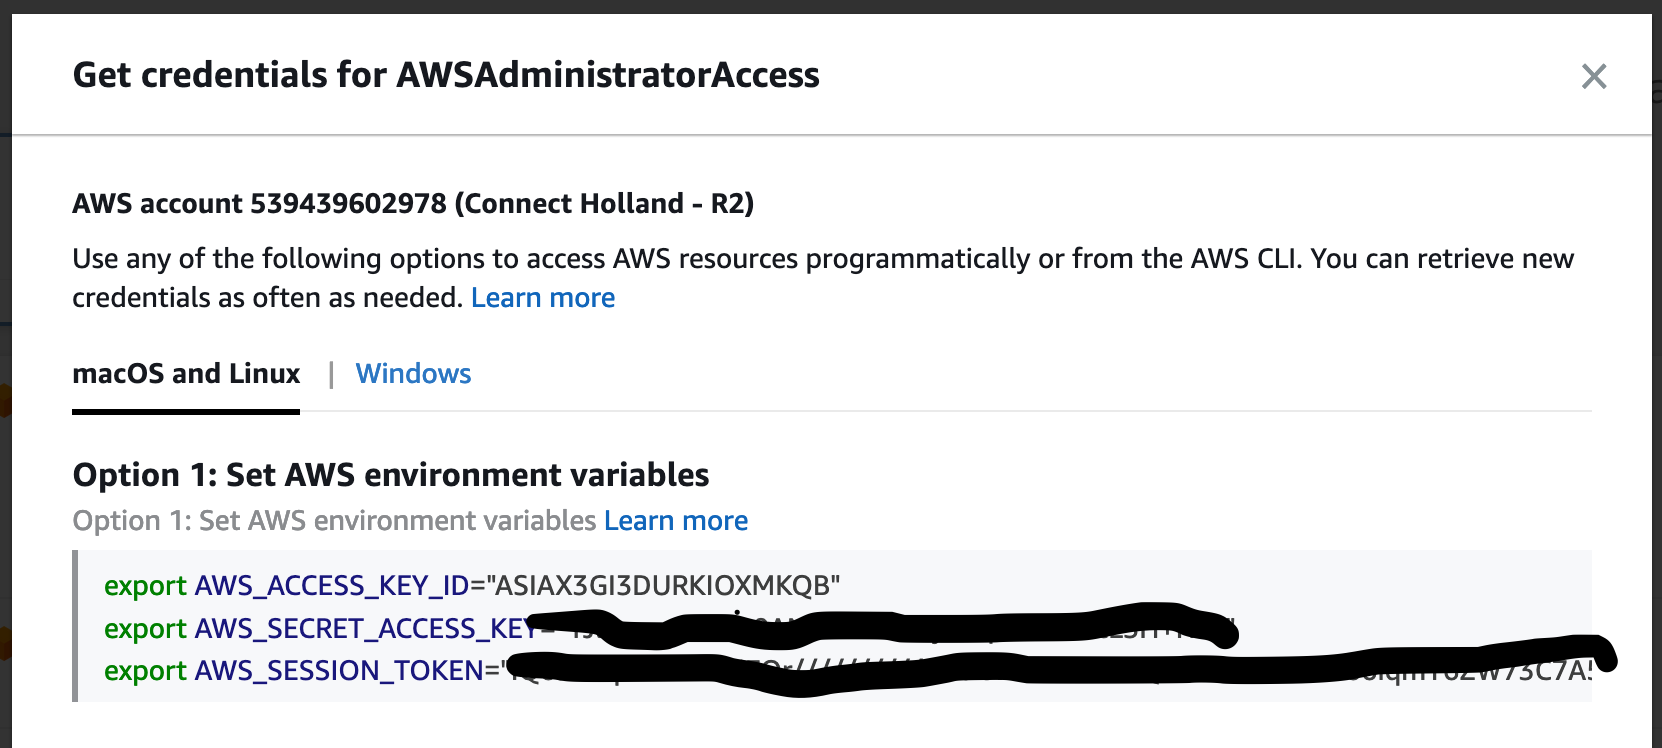 Get credentials for AWSAdministratorAccess
AWS account 539439602978 (Connect Holland - R2)
Use any of the following options to access AWS resources programmatically or from the AWS CLI. You can retrieve new
credentials as often as needed. Learn more
macOS and Linux | Windows
Option 1: Set AWS environment variables
Option 1: Set AWS environment variables Learn more
export AWS_ACCESS_KEY_ID="ASIAX3GI3DURKIOXMKQB"
export AWS_SECRET_ACCESS_KEY=
export AWS_SESSION_TOKEN="